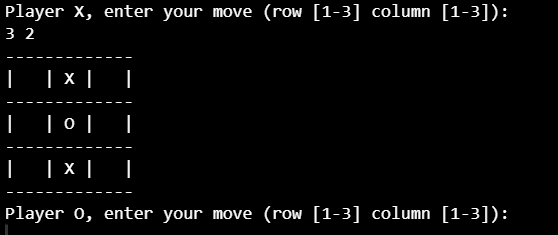 Player X, enter your move (row [1-3] column [1-3]):
3 2
-------------
|   | X |   |
-------------
|   | O |   |
-------------
|   | X |   |
-------------
Player O, enter your move (row [1-3] column [1-3]):